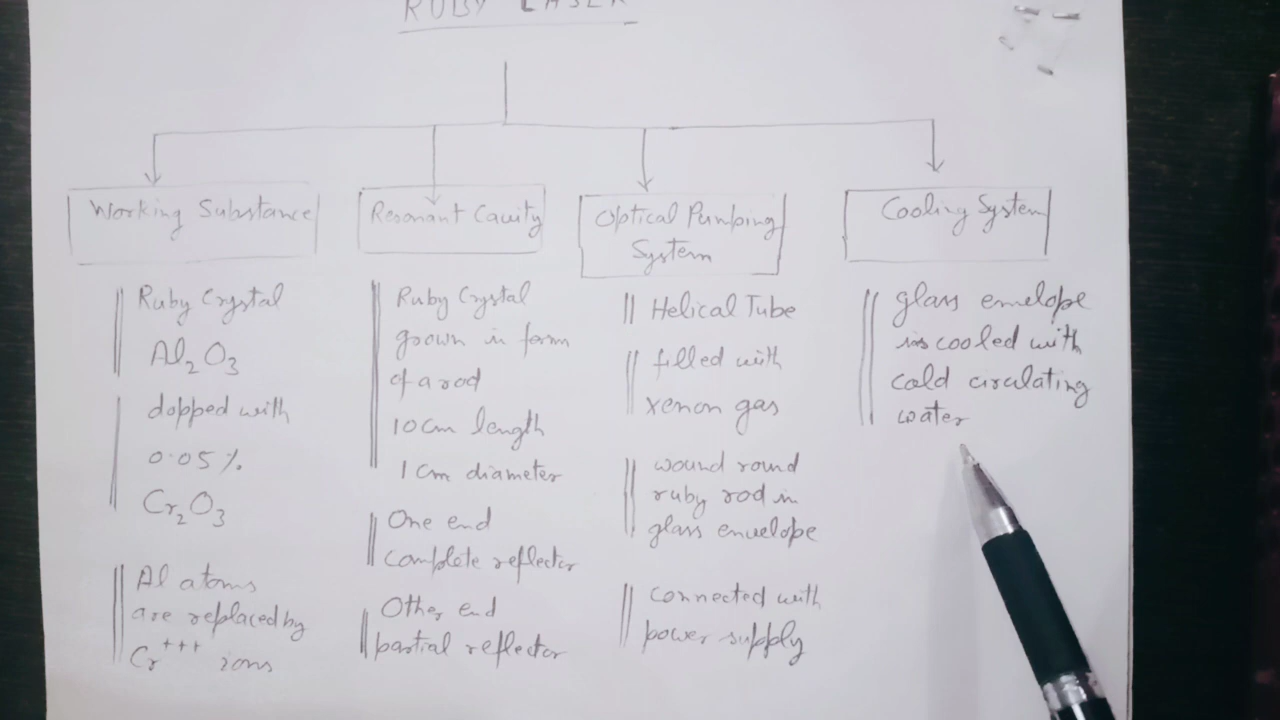 RUBY LASER
Working Substance
Ruby Crystal
Al₂O₃
dopped with
0.05%
Cr₂O₃
Al atoms
are replaced by
Cr⁺⁺⁺ ions
Resonant Cavity
Ruby Crystal
grown in form
of a rod
10cm length
1cm diameter
One end
complete reflector
Other end
partial reflector
Optical Pumping
System
Helical Tube
filled with
xenon gas
wound round
ruby rod in
glass envelope
connected with
power supply
Cooling System
glass envelope
is cooled with
cold circulating
water